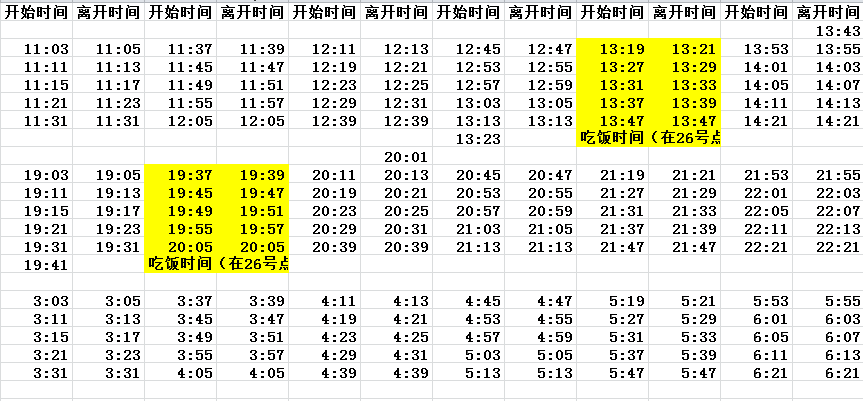 开始时间 离开时间 开始时间 离开时间 开始时间 离开时间 开始时间 离开时间 开始时间 离开时间 开始时间 离开时间
13:43
11:03 11:05 11:37 11:39 12:11 12:13 12:45 12:47 13:19 13:21 13:53 13:55
11:11 11:13 11:45 11:47 12:19 12:21 12:53 12:55 13:27 13:29 14:01 14:03
11:15 11:17 11:49 11:51 12:23 12:25 12:57 12:59 13:31 13:33 14:05 14:07
11:21 11:23 11:55 11:57 12:29 12:31 13:03 13:05 13:37 13:39 14:11 14:13
11:31 11:31 12:05 12:05 12:39 12:39 13:13 13:13 13:47 13:47 14:21 14:21
13:23 吃饭时间（在26号点
20:01
19:03 19:05 19:37 19:39 20:11 20:13 20:45 20:47 21:19 21:21 21:53 21:55
19:11 19:13 19:45 19:47 20:19 20:21 20:53 20:55 21:27 21:29 22:01 22:03
19:15 19:17 19:49 19:51 20:23 20:25 20:57 20:59 21:31 21:33 22:05 22:07
19:21 19:23 19:55 19:57 20:29 20:31 21:03 21:05 21:37 21:39 22:11 22:13
19:31 19:31 20:05 20:05 20:39 20:39 21:13 21:13 21:47 21:47 22:21 22:21
19:41 吃饭时间（在26号点
3:03 3:05 3:37 3:39 4:11 4:13 4:45 4:47 5:19 5:21 5:53 5:55
3:11 3:13 3:45 3:47 4:19 4:21 4:53 4:55 5:27 5:29 6:01 6:03
3:15 3:17 3:49 3:51 4:23 4:25 4:57 4:59 5:31 5:33 6:05 6:07
3:21 3:23 3:55 3:57 4:29 4:31 5:03 5:05 5:37 5:39 6:11 6:13
3:31 3:31 4:05 4:05 4:39 4:39 5:13 5:13 5:47 5:47 6:21 6:21